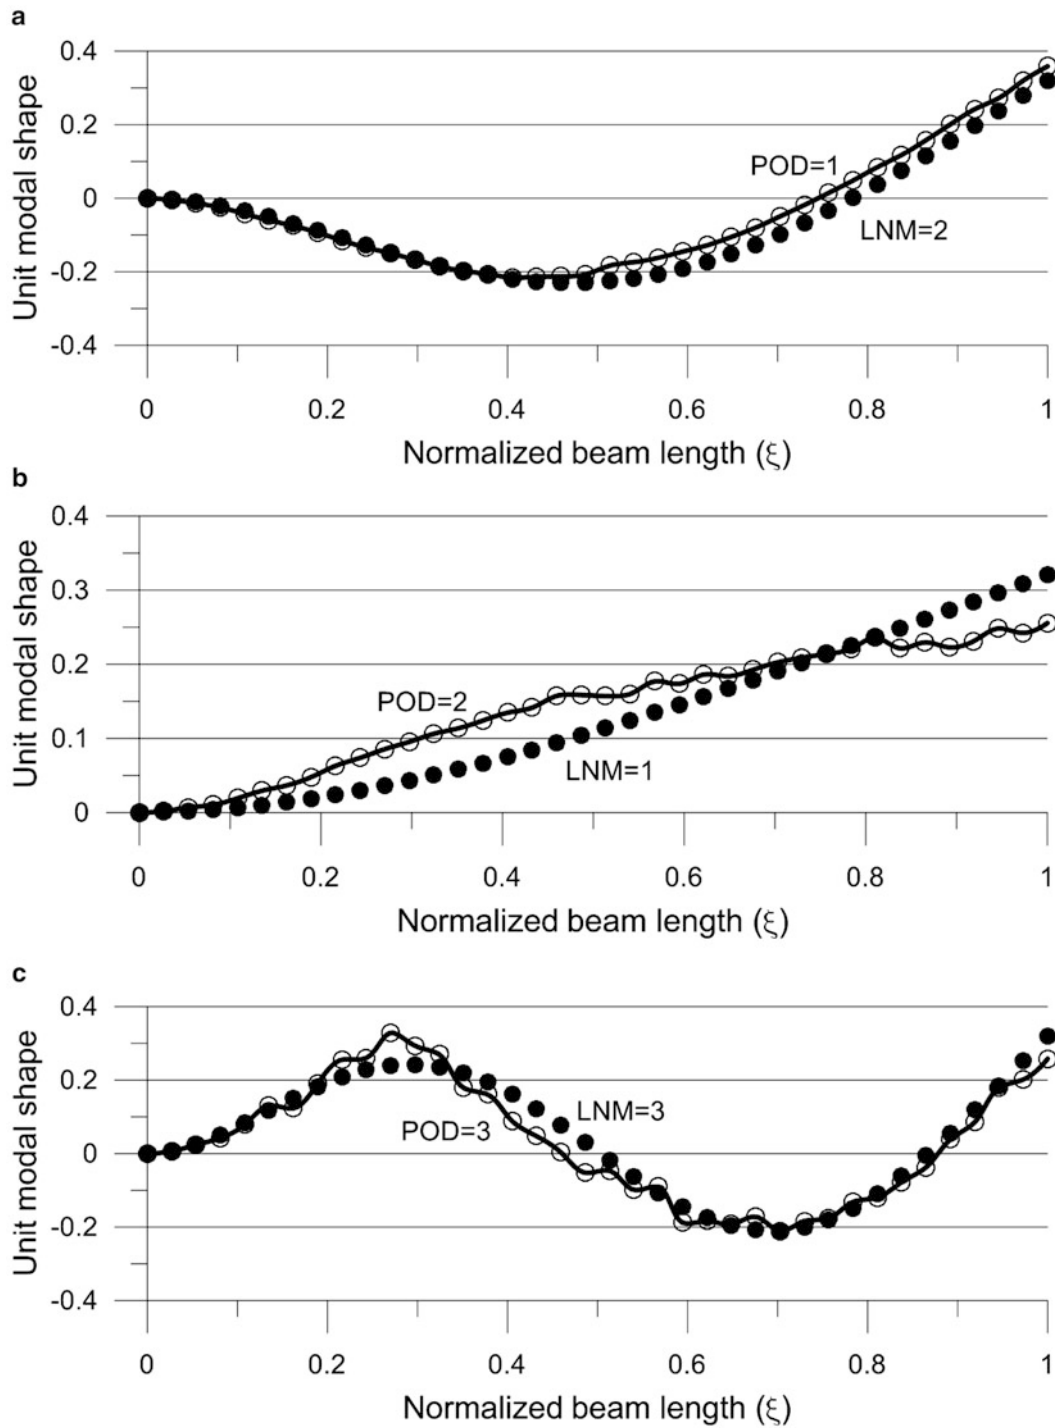 a
0.4
0.2
0
-0.2
-0.4
Unit modal shape
POD=1
LNM=2
0 0.2 0.4 0.6 0.8 1
Normalized beam length (ξ)
b
0.4
0.3
0.2
0.1
0
Unit modal shape
POD=2
LNM=1
0 0.2 0.4 0.6 0.8 1
Normalized beam length (ξ)
c
0.4
0.2
0
-0.2
-0.4
Unit modal shape
LNM=3
POD=3
0 0.2 0.4 0.6 0.8 1
Normalized beam length (ξ)